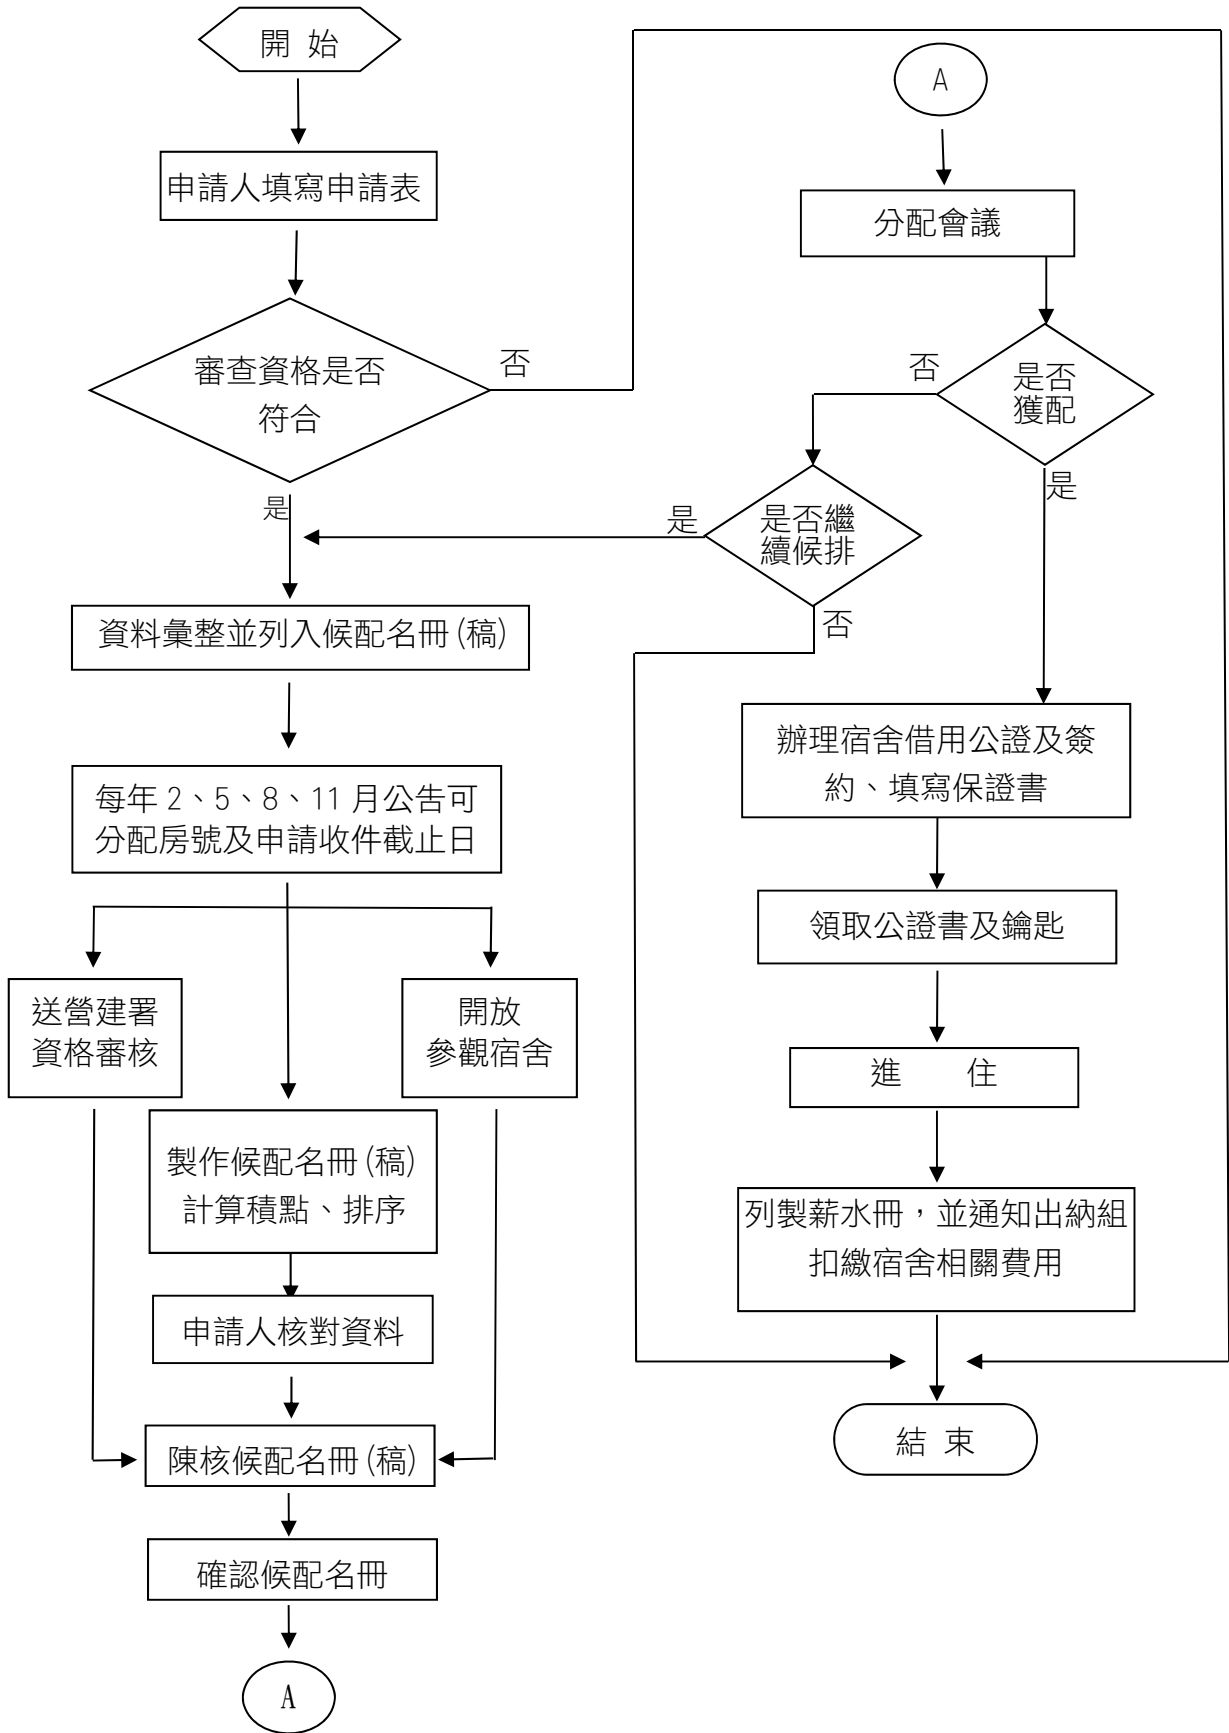 開 始
申請人填寫申請表
審查資格是否
符合
否
是
資料彙整並列入候配名冊(稿)
每年 2、5、8、11 月公告可
分配房號及申請收件截止日
送營建署
資格審核
開放
參觀宿舍
製作候配名冊(稿)
計算積點、排序
申請人核對資料
陳核候配名冊(稿)
確認候配名冊
A
A
分配會議
是否
獲配
否
是
是否繼
續候排
是
否
辦理宿舍借用公證及簽
約、填寫保證書
領取公證書及鑰匙
進 住
列製薪水冊，並通知出納組
扣繳宿舍相關費用
結 束